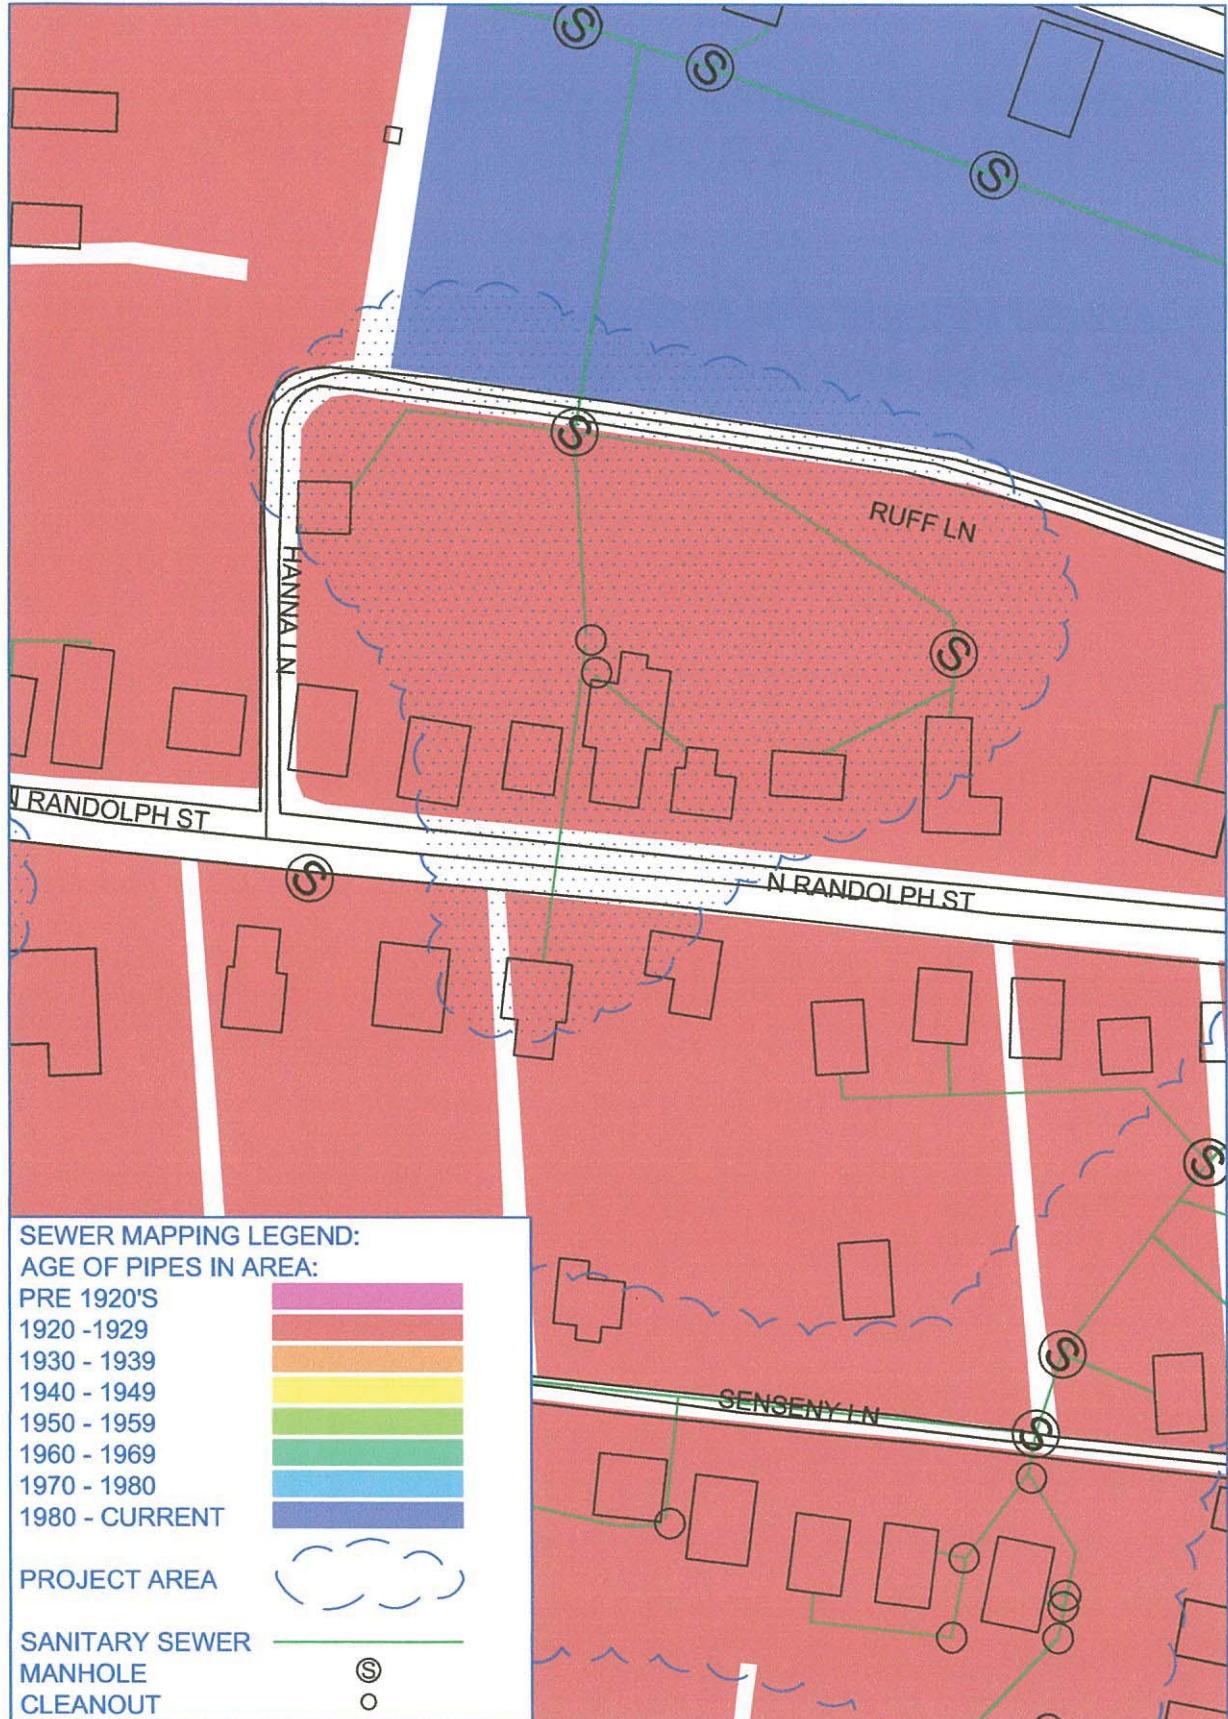 S
S
S
S
RUFF LN
HANNA LN
S
N RANDOLPH ST
S
N RANDOLPH ST
S
SEWER MAPPING LEGEND:
AGE OF PIPES IN AREA:
PRE 1920'S
1920 -1929
1930 - 1939
1940 - 1949
1950 - 1959
1960 - 1969
1970 - 1980
1980 - CURRENT
PROJECT AREA
SANITARY SEWER
MANHOLE S
CLEANOUT
S
SENSENY LN
S